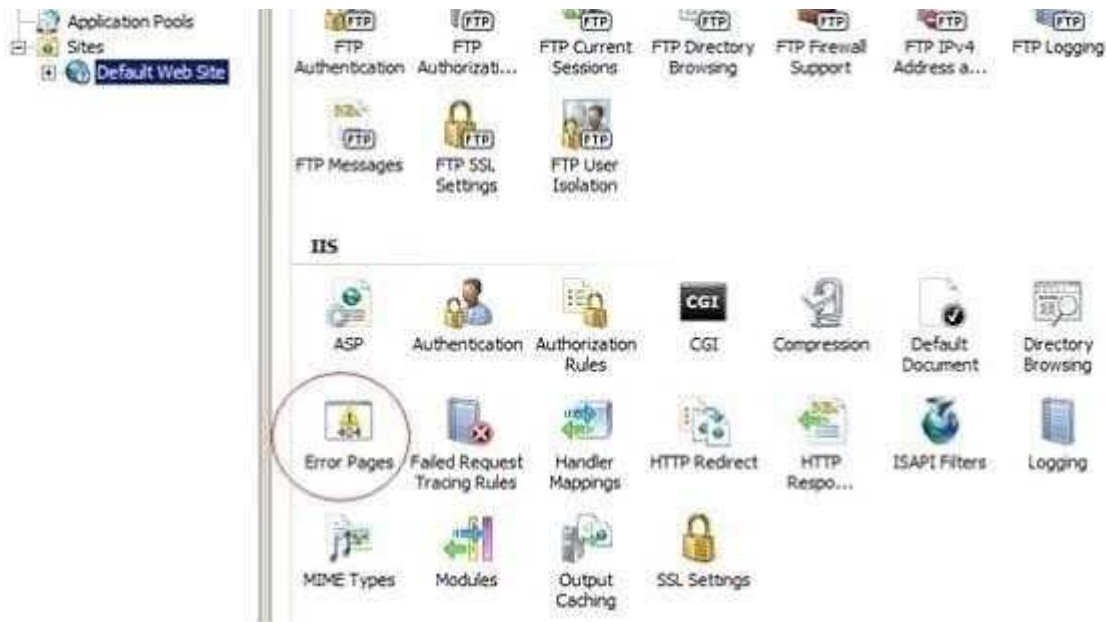 Application Pools
Sites
Default Web Site
FTP FTP FTP FTP FTP FTP FTP
FTP Authentication
FTP Authorizati...
FTP Current Sessions
FTP Directory Browsing
FTP Firewall Support
FTP IPv4 Address a...
FTP Logging
FTP FTP FTP
FTP Messages
FTP SSL Settings
FTP User Isolation
IIS
CGI
ASP
Authentication
Authorization Rules
CGI
Compression
Default Document
Directory Browsing
Error Pages
Failed Request Tracing Rules
Handler Mappings
HTTP Redirect
HTTP Respo...
ISAPI Filters
Logging
MIME Types
Modules
Output Caching
SSL Settings